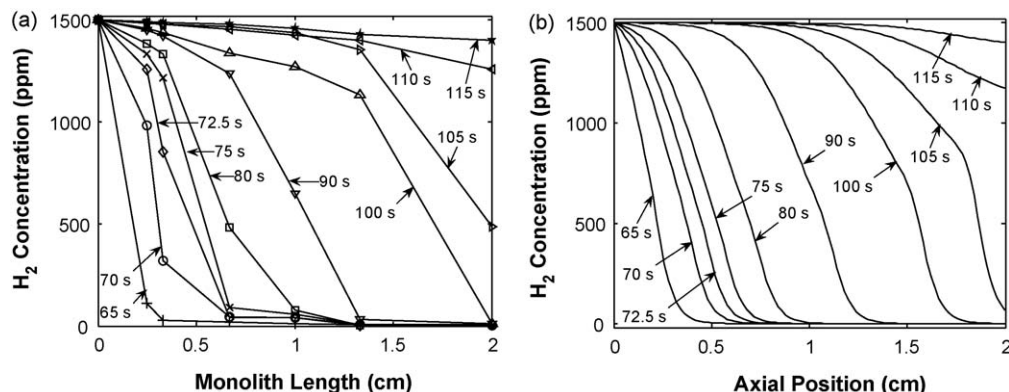 (a)
1500
1000
500
0
H2 Concentration (ppm)
110 s
115 s
72.5 s
75 s
80 s
105 s
90 s
100 s
70 s
65 s
0 0.5 1 1.5 2
Monolith Length (cm)
(b)
1500
1000
500
0
H2 Concentration (ppm)
115 s
110 s
105 s
90 s
100 s
75 s
80 s
65 s
70 s
72.5 s
0 0.5 1 1.5 2
Axial Position (cm)